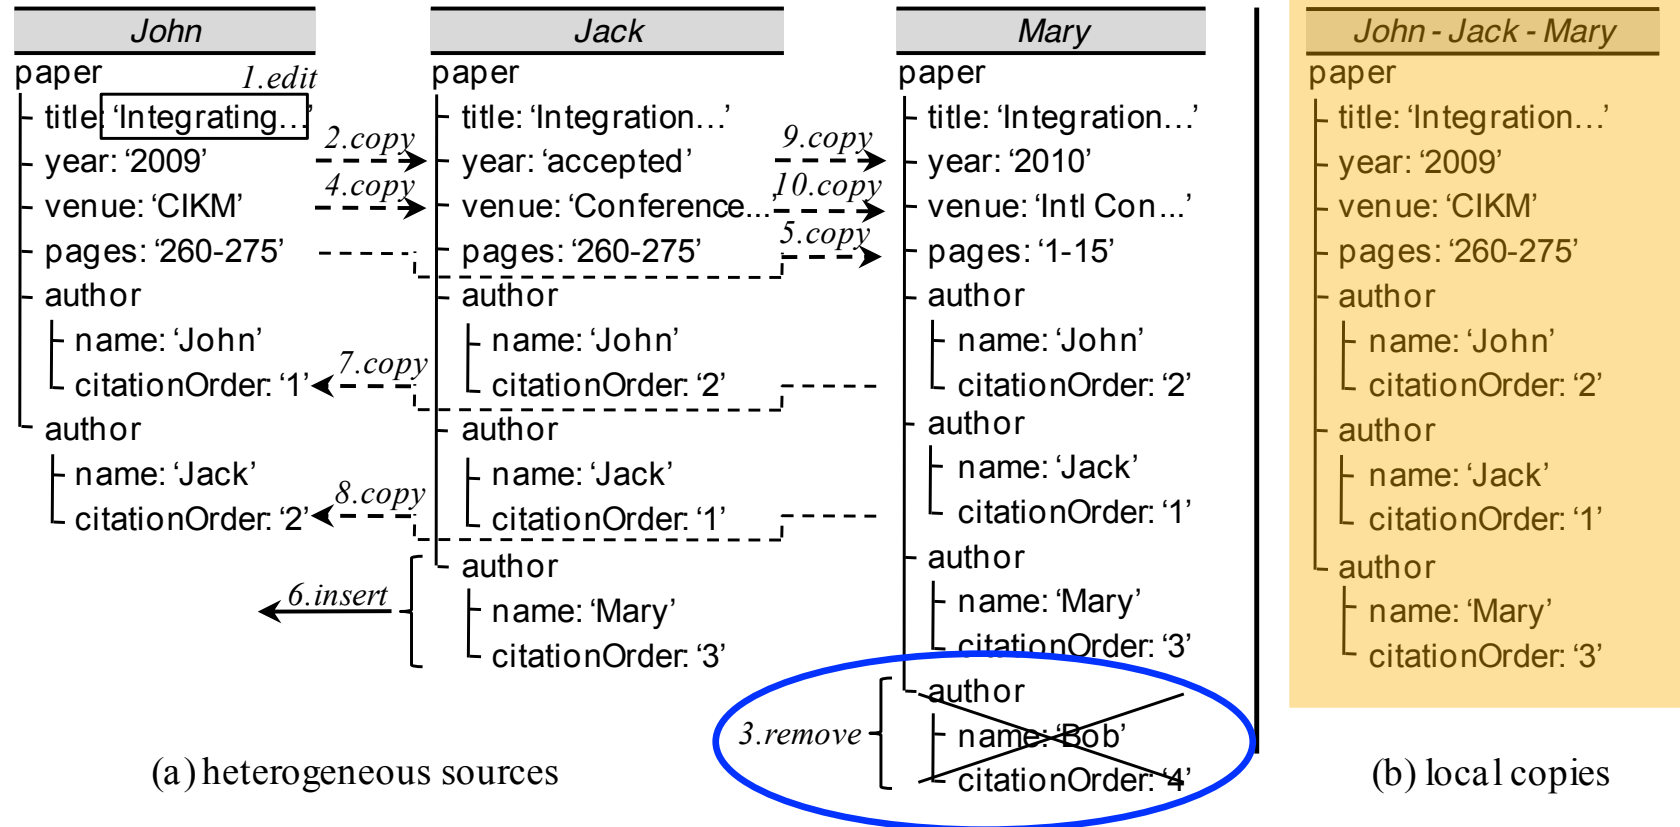 John
paper
1.edit
title: ‘Integrating...’
year: ‘2009’
venue: ‘CIKM’
pages: ‘260-275’
author
name: ‘John’
citationOrder: ‘1’
author
name: ‘Jack’
citationOrder: ‘2’
2.copy
4.copy
7.copy
8.copy
6.insert
Jack
paper
title: ‘Integration...’
year: ‘accepted’
venue: ‘Conference...’
pages: ‘260-275’
author
name: ‘John’
citationOrder: ‘2’
author
name: ‘Jack’
citationOrder: ‘1’
author
name: ‘Mary’
citationOrder: ‘3’
9.copy
10.copy
5.copy
3.remove
Mary
paper
title: ‘Integration...’
year: ‘2010’
venue: ‘Intl Con...’
pages: ‘1-15’
author
name: ‘John’
citationOrder: ‘2’
author
name: ‘Jack’
citationOrder: ‘1’
author
name: ‘Mary’
citationOrder: ‘3’
author
name: ‘Bob’
citationOrder: ‘4’
(a) heterogeneous sources
John - Jack - Mary
paper
title: ‘Integration...’
year: ‘2009’
venue: ‘CIKM’
pages: ‘260-275’
author
name: ‘John’
citationOrder: ‘2’
author
name: ‘Jack’
citationOrder: ‘1’
author
name: ‘Mary’
citationOrder: ‘3’
(b) local copies